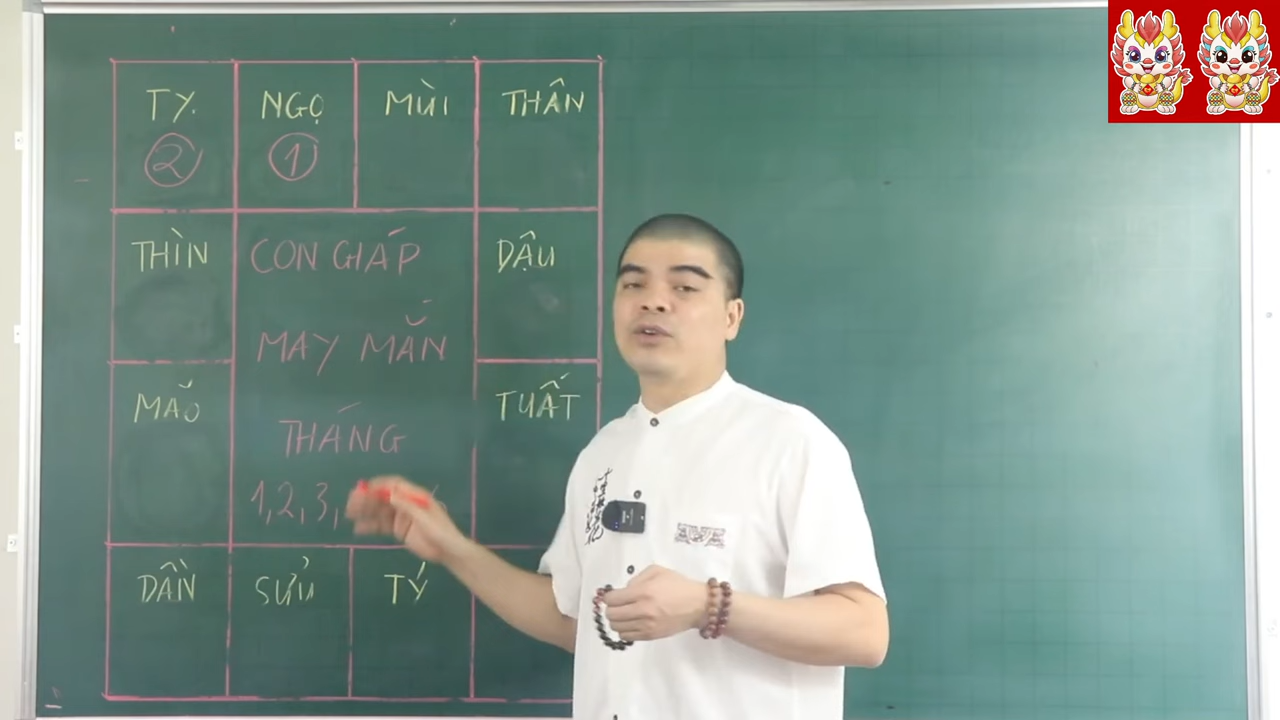 TỴ
NGỌ
MÙI
THÂN
2
1
THÌN
CON GIÁP
DẬU
MAY MẮN
MÃO
TUẤT
THÁNG
1,2,3,
DẦN
SỬU
TÝ